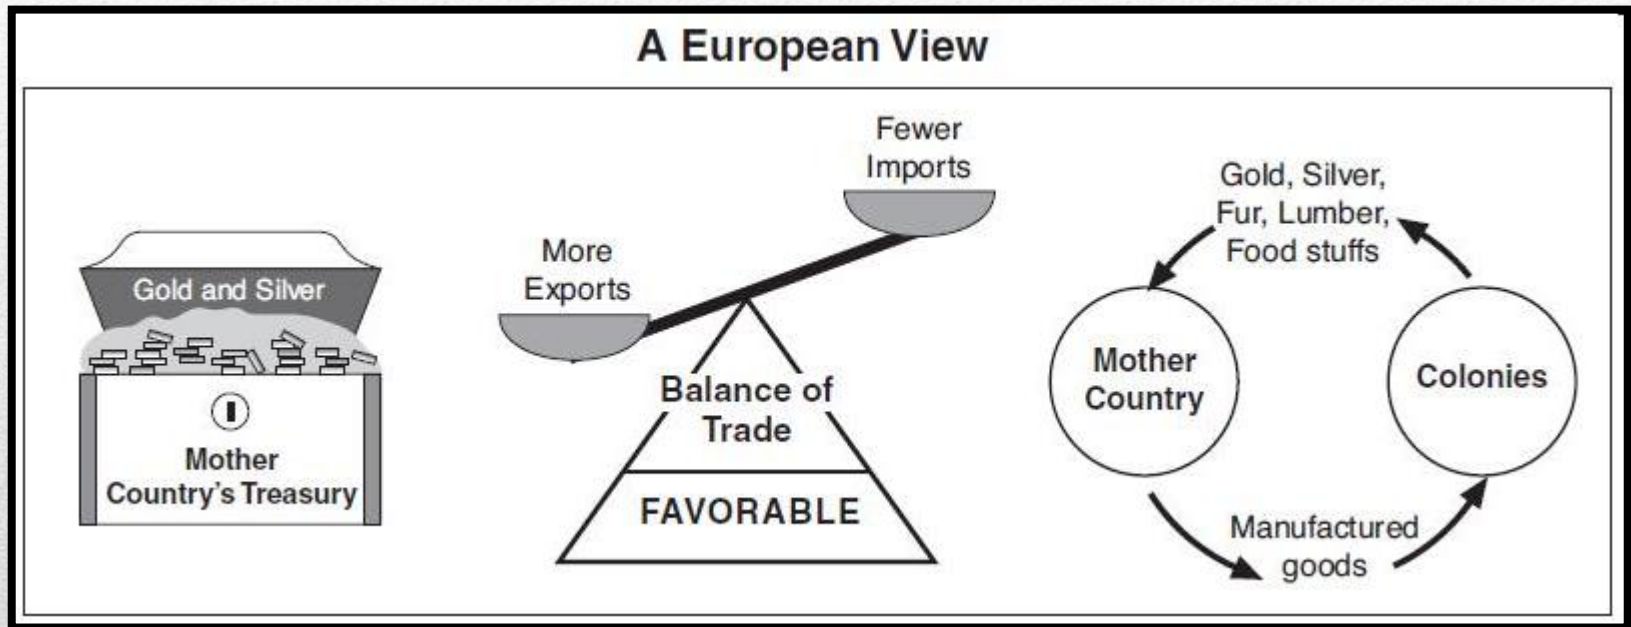 A European View
Gold and Silver
Mother
Country's Treasury
More
Exports
Fewer
Imports
Balance of
Trade
FAVORABLE
Gold, Silver,
Fur, Lumber,
Food stuffs
Mother
Country
Colonies
Manufactured
goods